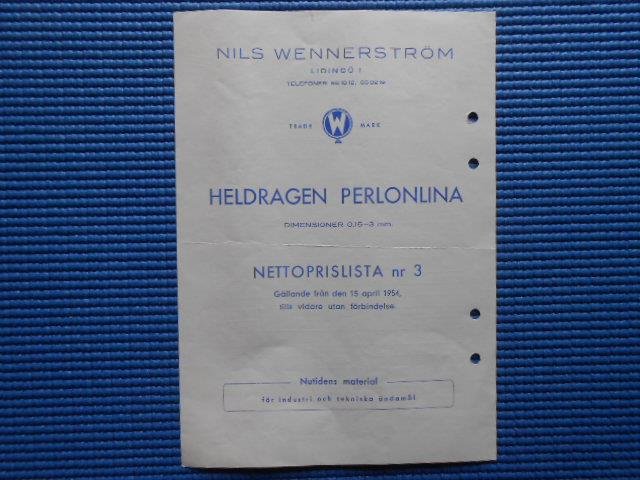 NILS WENNERSTRÖM
LIDINGÖ 1
TELEFONER
TRADE W MARK
HELDRAGEN PERLONLINA
DIMENSIONER 0,15–3 mm.
NETTOPRISLISTA nr 3
Gällande från den 15 april 1954,
tills vidare utan förbindelse
Nutidens material
för industri och tekniska ändamål